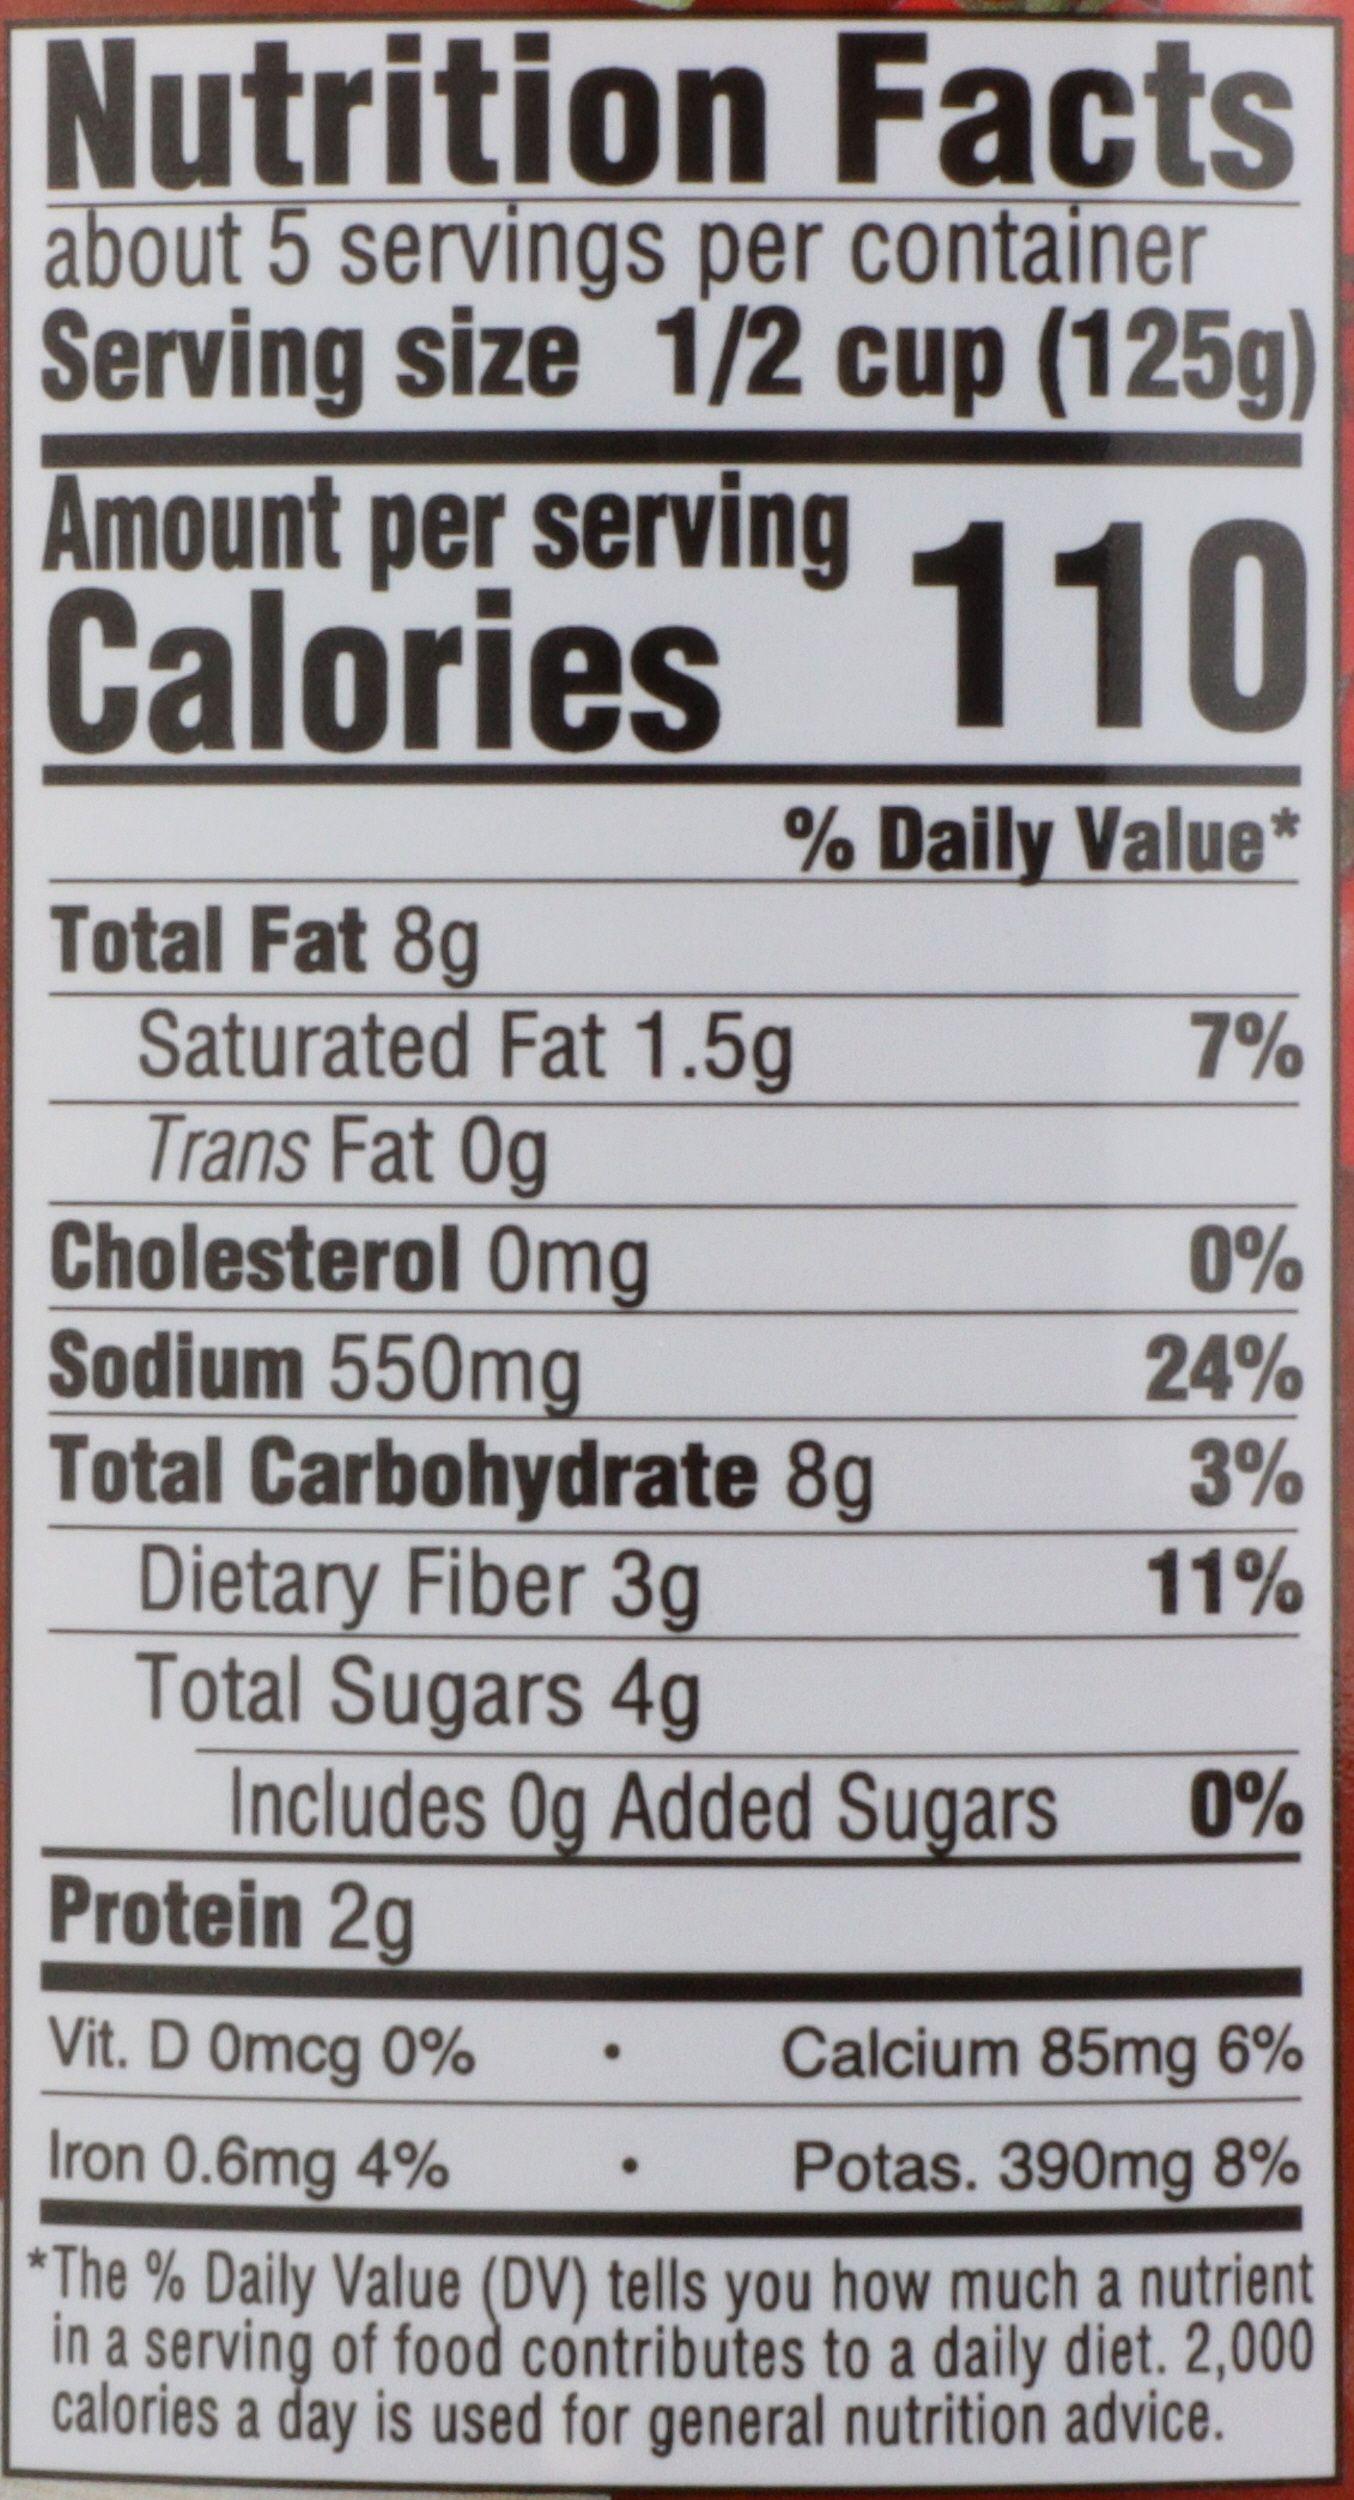 Nutrition Facts
about 5 servings per container
Serving size 1/2 cup (125g)
Amount per serving
Calories 110
% Daily Value*
Total Fat 8g
Saturated Fat 1.5g 7%
Trans Fat 0g
Cholesterol 0mg 0%
Sodium 550mg 24%
Total Carbohydrate 8g 3%
Dietary Fiber 3g 11%
Total Sugars 4g
Includes 0g Added Sugars 0%
Protein 2g
Vit. D 0mcg 0% • Calcium 85mg 6%
Iron 0.6mg 4% • Potas. 390mg 8%
*The % Daily Value (DV) tells you how much a nutrient
in a serving of food contributes to a daily diet. 2,000
calories a day is used for general nutrition advice.